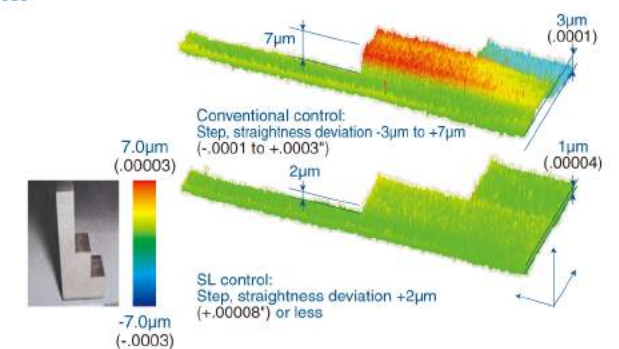 7μm
3μm
(.0001)
Conventional control:
Step, straightness deviation -3μm to +7μm
(-.0001 to +.0003")
7.0μm
(.00003)
2μm
1μm
(.00004)
SL control:
Step, straightness deviation +2μm
(+.00008") or less
-7.0μm
(-.0003)